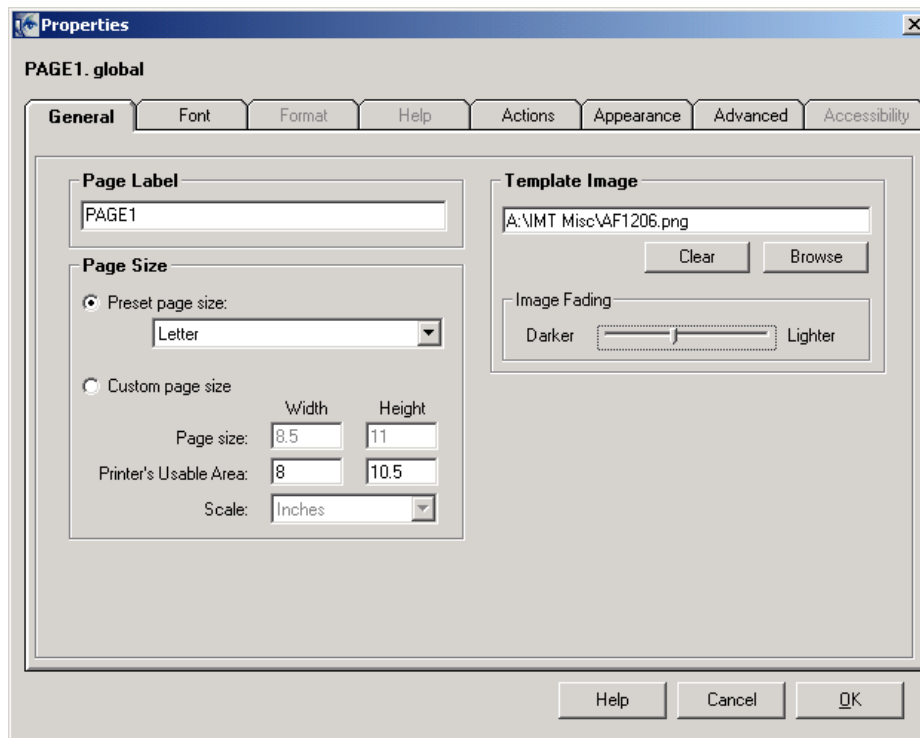 Properties
PAGE1. global
General Font Format Help Actions Appearance Advanced Accessibility
Page Label
PAGE1
Page Size
Preset page size:
Letter
Custom page size
Width Height
Page size: 8.5 11
Printer's Usable Area: 8 10.5
Scale: Inches
Template Image
A:\IMT Misc\AF1206.png
Clear Browse
Image Fading
Darker Lighter
Help Cancel OK